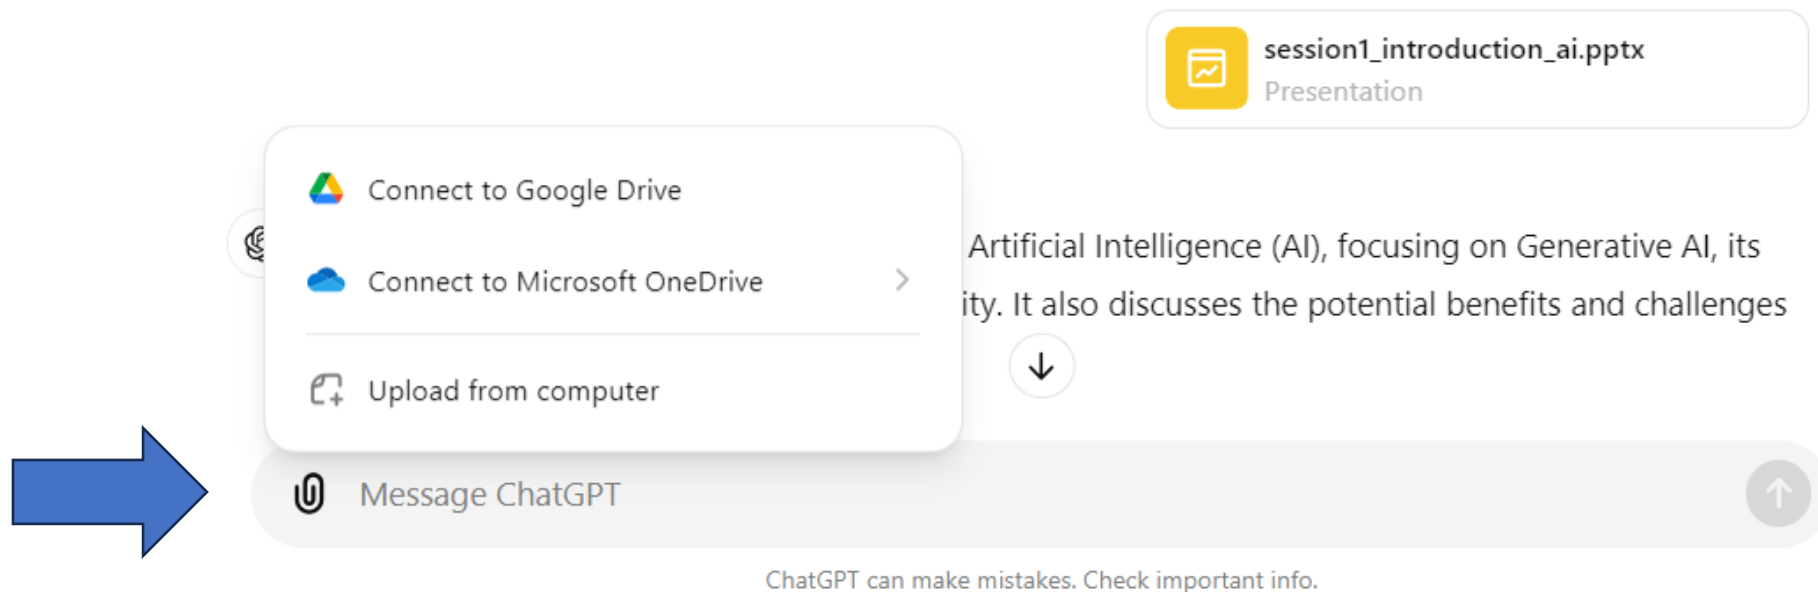 session1_introduction_ai.pptx
Presentation
Connect to Google Drive
Artificial Intelligence (AI), focusing on Generative AI, its
Connect to Microsoft OneDrive
ity. It also discusses the potential benefits and challenges
Upload from computer
Message ChatGPT
ChatGPT can make mistakes. Check important info.